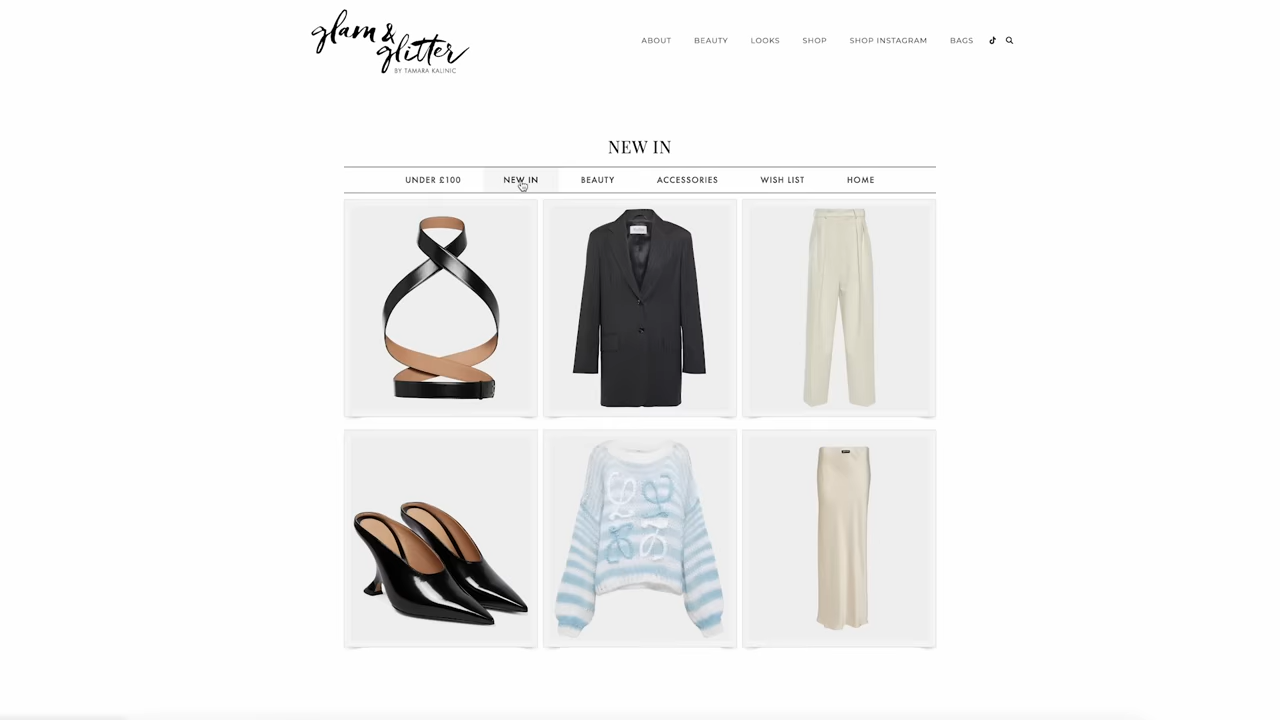 glam &
glitter
BY TAMARA KALINIC
ABOUT BEAUTY LOOKS SHOP SHOP INSTAGRAM BAGS
NEW IN
UNDER £100 NEW IN BEAUTY ACCESSORIES WISH LIST HOME